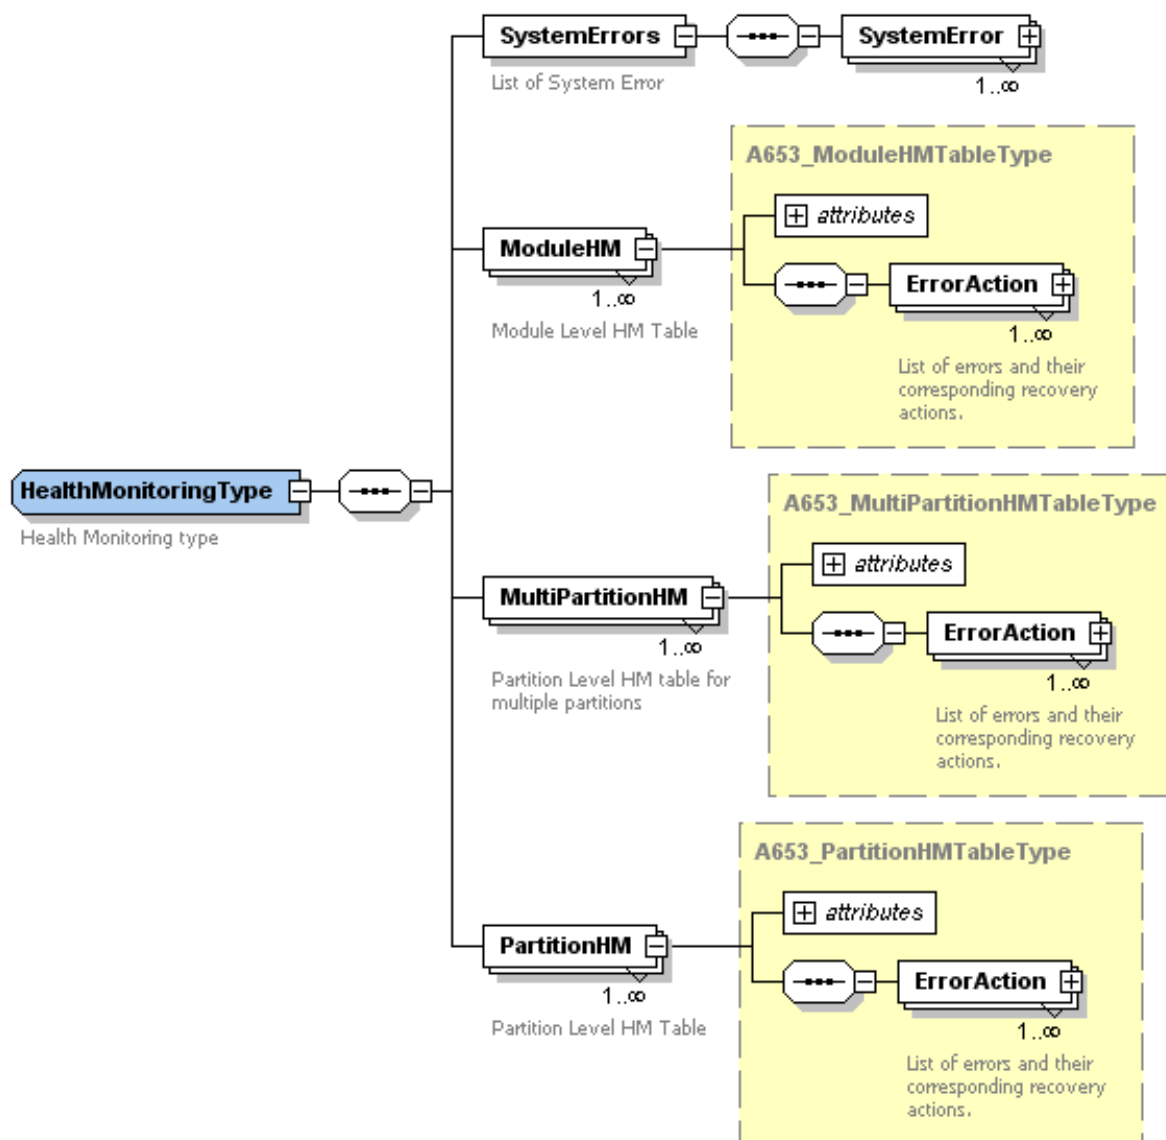 SystemErrors
SystemError
List of System Error
1..∞
A653_ModuleHMTableType
attributes
ModuleHM
ErrorAction
1..∞
Module Level HM Table
1..∞
List of errors and their
corresponding recovery
actions.
HealthMonitoringType
Health Monitoring type
A653_MultiPartitionHMTableType
attributes
MultiPartitionHM
ErrorAction
1..∞
Partition Level HM table for
multiple partitions
1..∞
List of errors and their
corresponding recovery
actions.
A653_PartitionHMTableType
attributes
PartitionHM
ErrorAction
1..∞
Partition Level HM Table
1..∞
List of errors and their
corresponding recovery
actions.